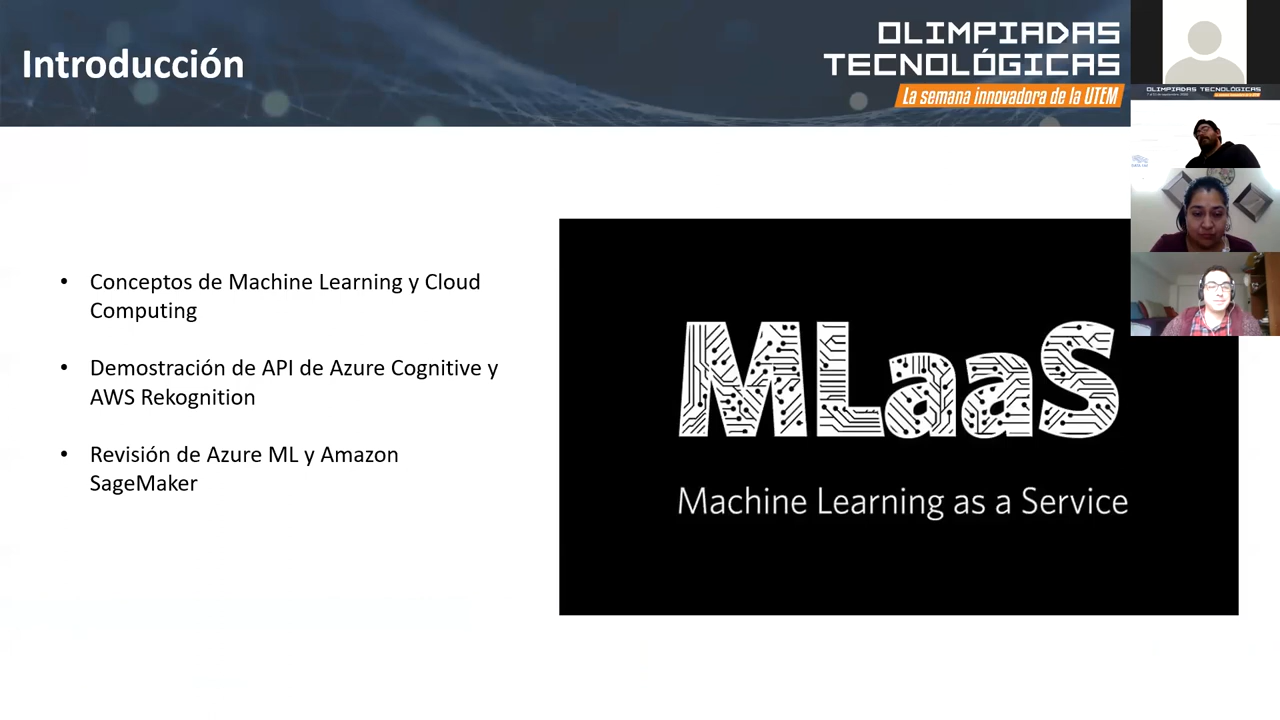 Introducción
OLIMPIADAS
TECNOLÓGICAS
La semana innovadora de la UTEM
OLIMPIADAS TECNOLÓGICAS
• Conceptos de Machine Learning y Cloud
Computing
• Demostración de API de Azure Cognitive y
AWS Rekognition
• Revisión de Azure ML y Amazon
SageMaker
MLaaS
Machine Learning as a Service